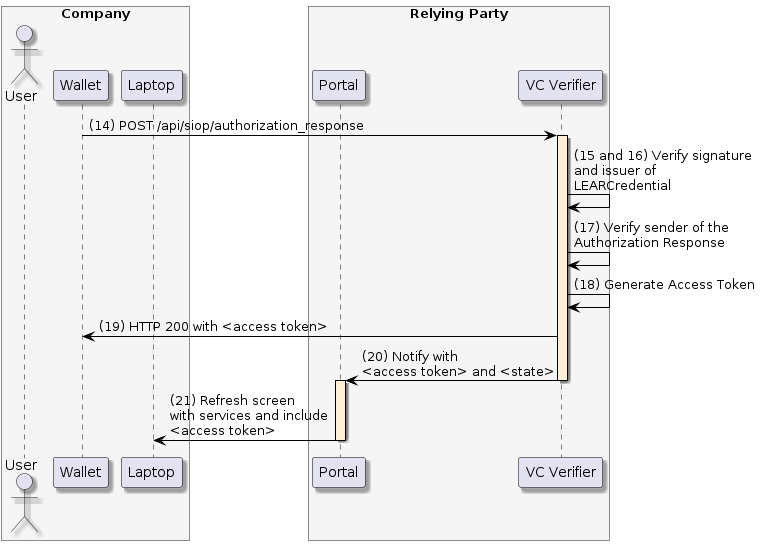 Company
Relying Party
User
Wallet
Laptop
Portal
VC Verifier
(14) POST /api/siop/authorization_response
(15 and 16) Verify signature
and issuer of
LEARCredential
(17) Verify sender of the
Authorization Response
(18) Generate Access Token
(19) HTTP 200 with <access token>
(20) Notify with
<access token> and <state>
(21) Refresh screen
with services and include
<access token>
User
Wallet
Laptop
Portal
VC Verifier